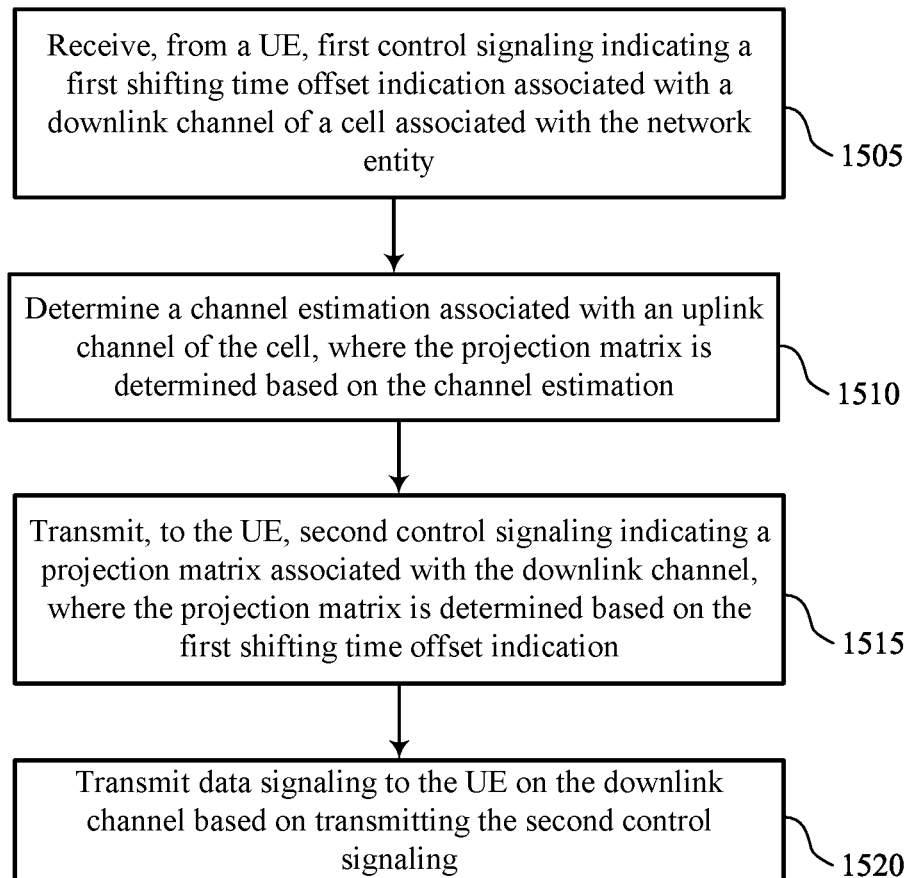 Receive, from a UE, first control signaling indicating a
first shifting time offset indication associated with a
downlink channel of a cell associated with the network
entity
1505
Determine a channel estimation associated with an uplink
channel of the cell, where the projection matrix is
determined based on the channel estimation
1510
Transmit, to the UE, second control signaling indicating a
projection matrix associated with the downlink channel,
where the projection matrix is determined based on the
first shifting time offset indication
1515
Transmit data signaling to the UE on the downlink
channel based on transmitting the second control
signaling
1520